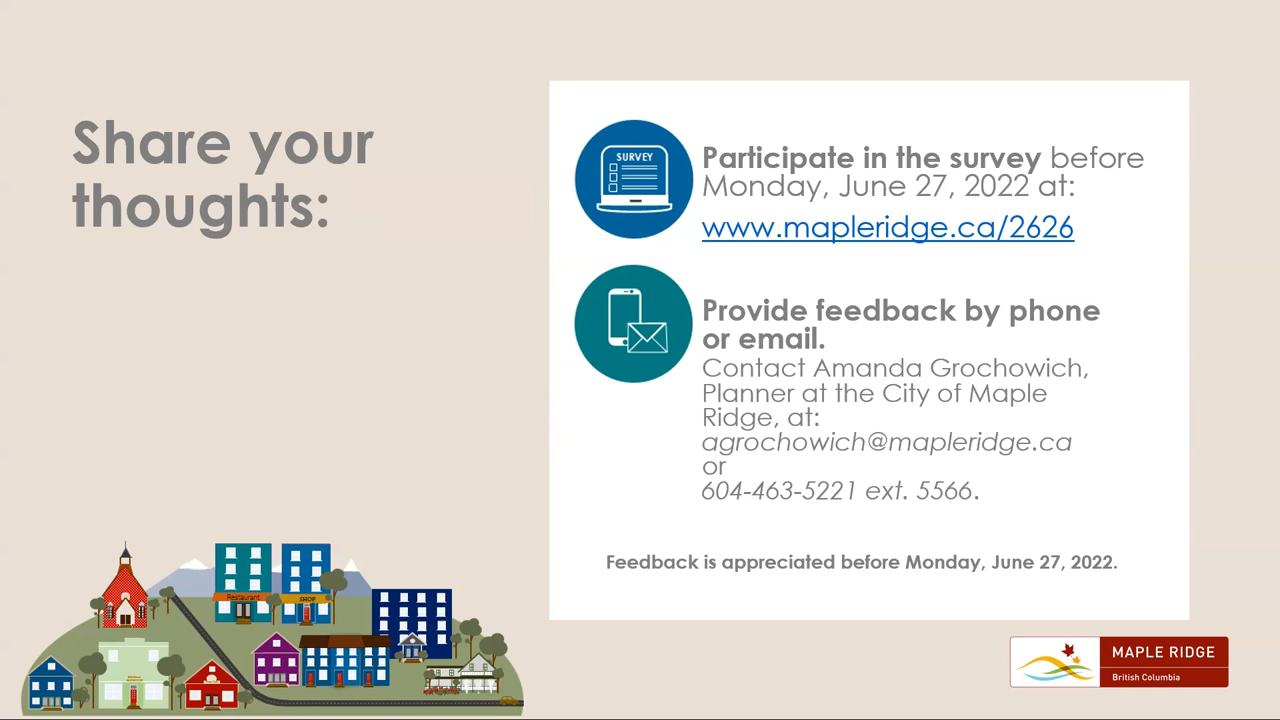 Share your
thoughts:
SURVEY
Participate in the survey before
Monday, June 27, 2022 at:
www.mapleridge.ca/2626
Provide feedback by phone
or email.
Contact Amanda Grochowich,
Planner at the City of Maple
Ridge, at:
agrochowich@mapleridge.ca
or
604-463-5221 ext. 5566.
Feedback is appreciated before Monday, June 27, 2022.
Restaurant
SHOP
MAPLE RIDGE
British Columbia